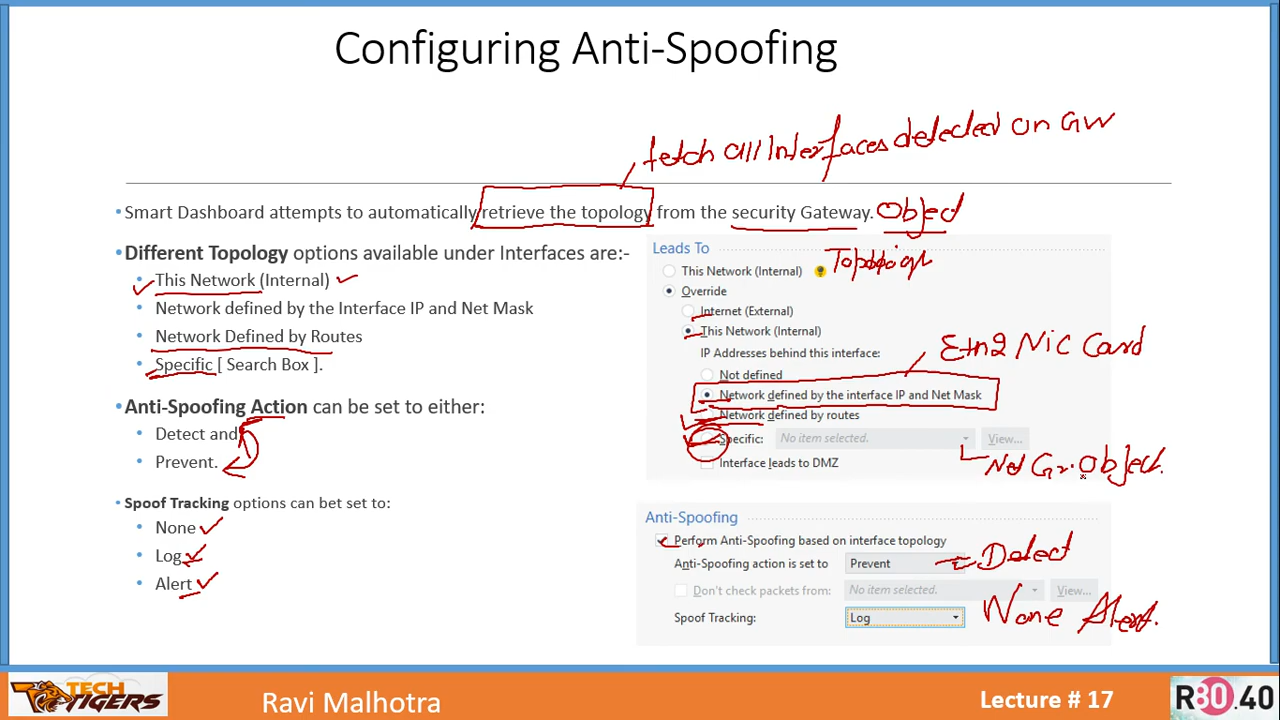 Configuring Anti-Spoofing
fetch all Interfaces detected on GW
•Smart Dashboard attempts to automatically retrieve the topology from the security Gateway. Object
•Different Topology options available under Interfaces are:-
• This Network (Internal)
• Network defined by the Interface IP and Net Mask
• Network Defined by Routes
• Specific [ Search Box ].
•Anti-Spoofing Action can be set to either:
• Detect and
• Prevent.
• Spoof Tracking options can bet set to:
• None
• Log
• Alert
Leads To
This Network (Internal) Topology
Override
Internet (External)
This Network (Internal)
IP Addresses behind this interface:
Eth2 NIC Card
Not defined
Network defined by the interface IP and Net Mask
Network defined by routes
Specific: No item selected. View...
Interface leads to DMZ
Net Gr. Object.
Anti-Spoofing
Perform Anti-Spoofing based on interface topology
Anti-Spoofing action is set to Prevent Detect
Don't check packets from: No item selected. View...
Spoof Tracking: Log None Alert.
TECH
TIGERS
Ravi Malhotra
Lecture # 17
R80.40